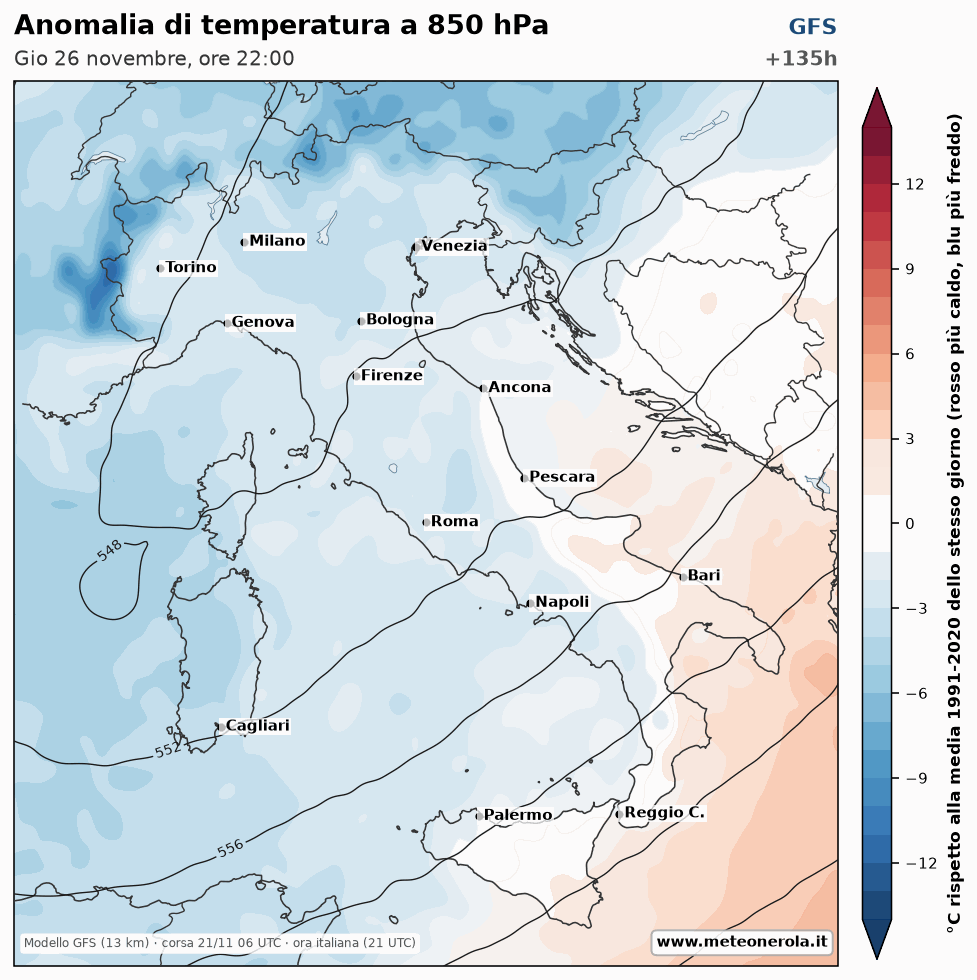 Anomalia di temperatura a 850 hPa
GFS
Gio 26 novembre, ore 22:00
+135h
Milano
Venezia
Torino
Genova
Bologna
Firenze
Ancona
Pescara
Roma
548
Bari
Napoli
Cagliari
552
Palermo
Reggio C.
556
Modello GFS (13 km) · corsa 21/11 06 UTC · ora italiana (21 UTC)
www.meteonerola.it
12
9
6
3
0
−3
−6
−9
−12
°C rispetto alla media 1991-2020 dello stesso giorno (rosso più caldo, blu più freddo)